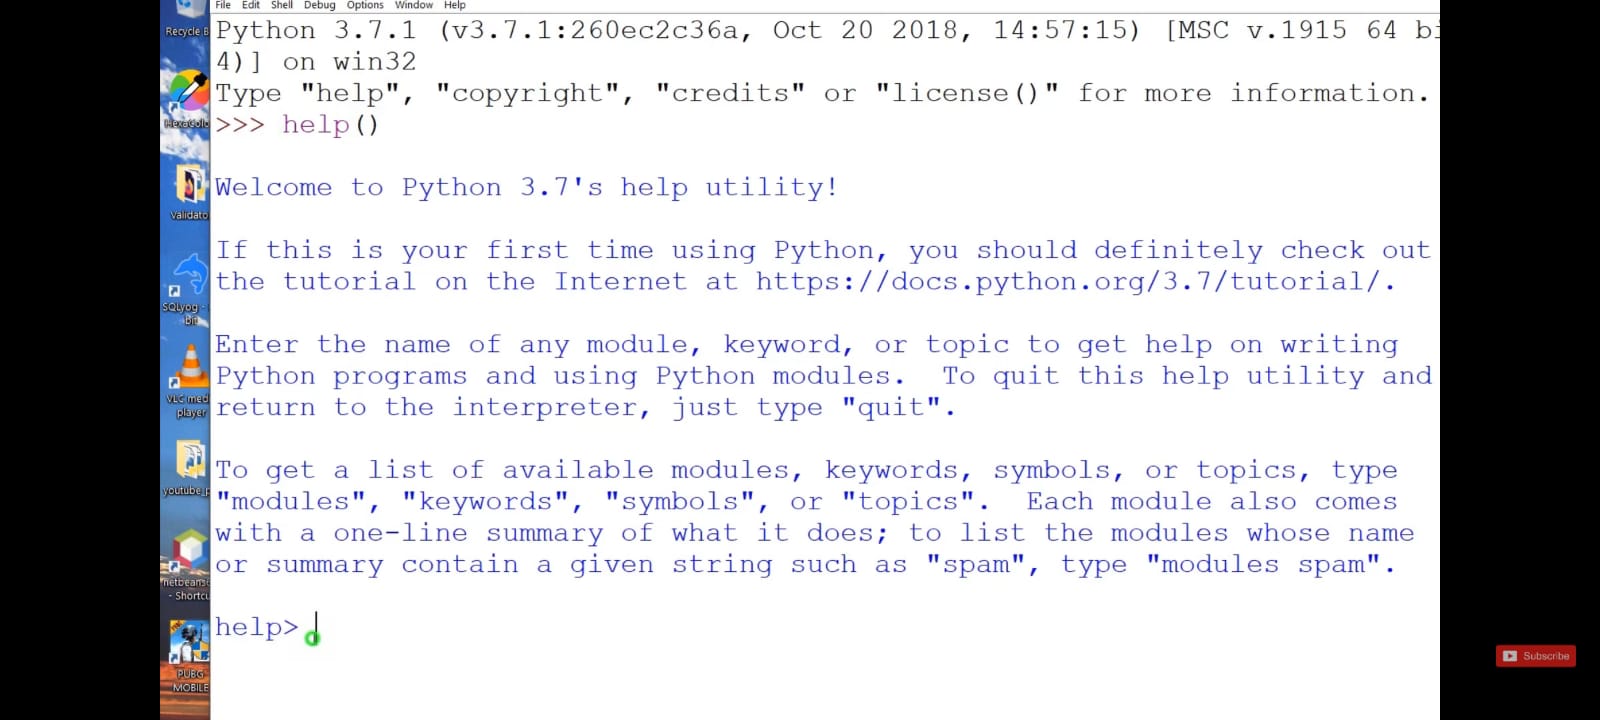 File Edit Shell Debug Options Window Help
Python 3.7.1 (v3.7.1:260ec2c36a, Oct 20 2018, 14:57:15) [MSC v.1915 64 bi
4)] on win32
Type "help", "copyright", "credits" or "license()" for more information.
>>> help()
Welcome to Python 3.7's help utility!
If this is your first time using Python, you should definitely check out
the tutorial on the Internet at https://docs.python.org/3.7/tutorial/.
Enter the name of any module, keyword, or topic to get help on writing
Python programs and using Python modules.  To quit this help utility and
return to the interpreter, just type "quit".
To get a list of available modules, keywords, symbols, or topics, type
"modules", "keywords", "symbols", or "topics".  Each module also comes
with a one-line summary of what it does; to list the modules whose name
or summary contain a given string such as "spam", type "modules spam".
help>
Recycle B
Validato
SQLyog -
bit
VLC med
player
youtube_p
netbeans
- Shortcu
PUBG
MOBILE
Subscribe